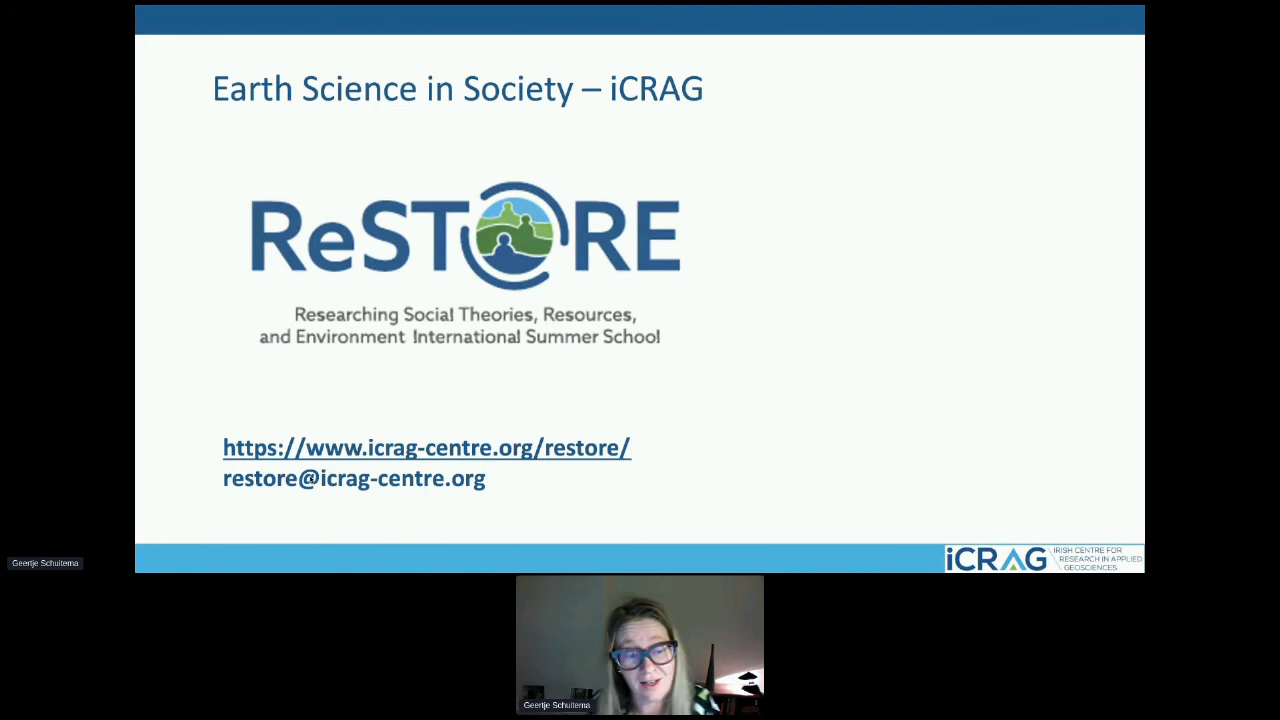 Earth Science in Society – iCRAG
ReSTORE
Researching Social Theories, Resources,
and Environment International Summer School
https://www.icrag-centre.org/restore/
restore@icrag-centre.org
iCRAG
IRISH CENTRE FOR
RESEARCH IN APPLIED
GEOSCIENCES
Geertje Schuitema
Geertje Schuitema